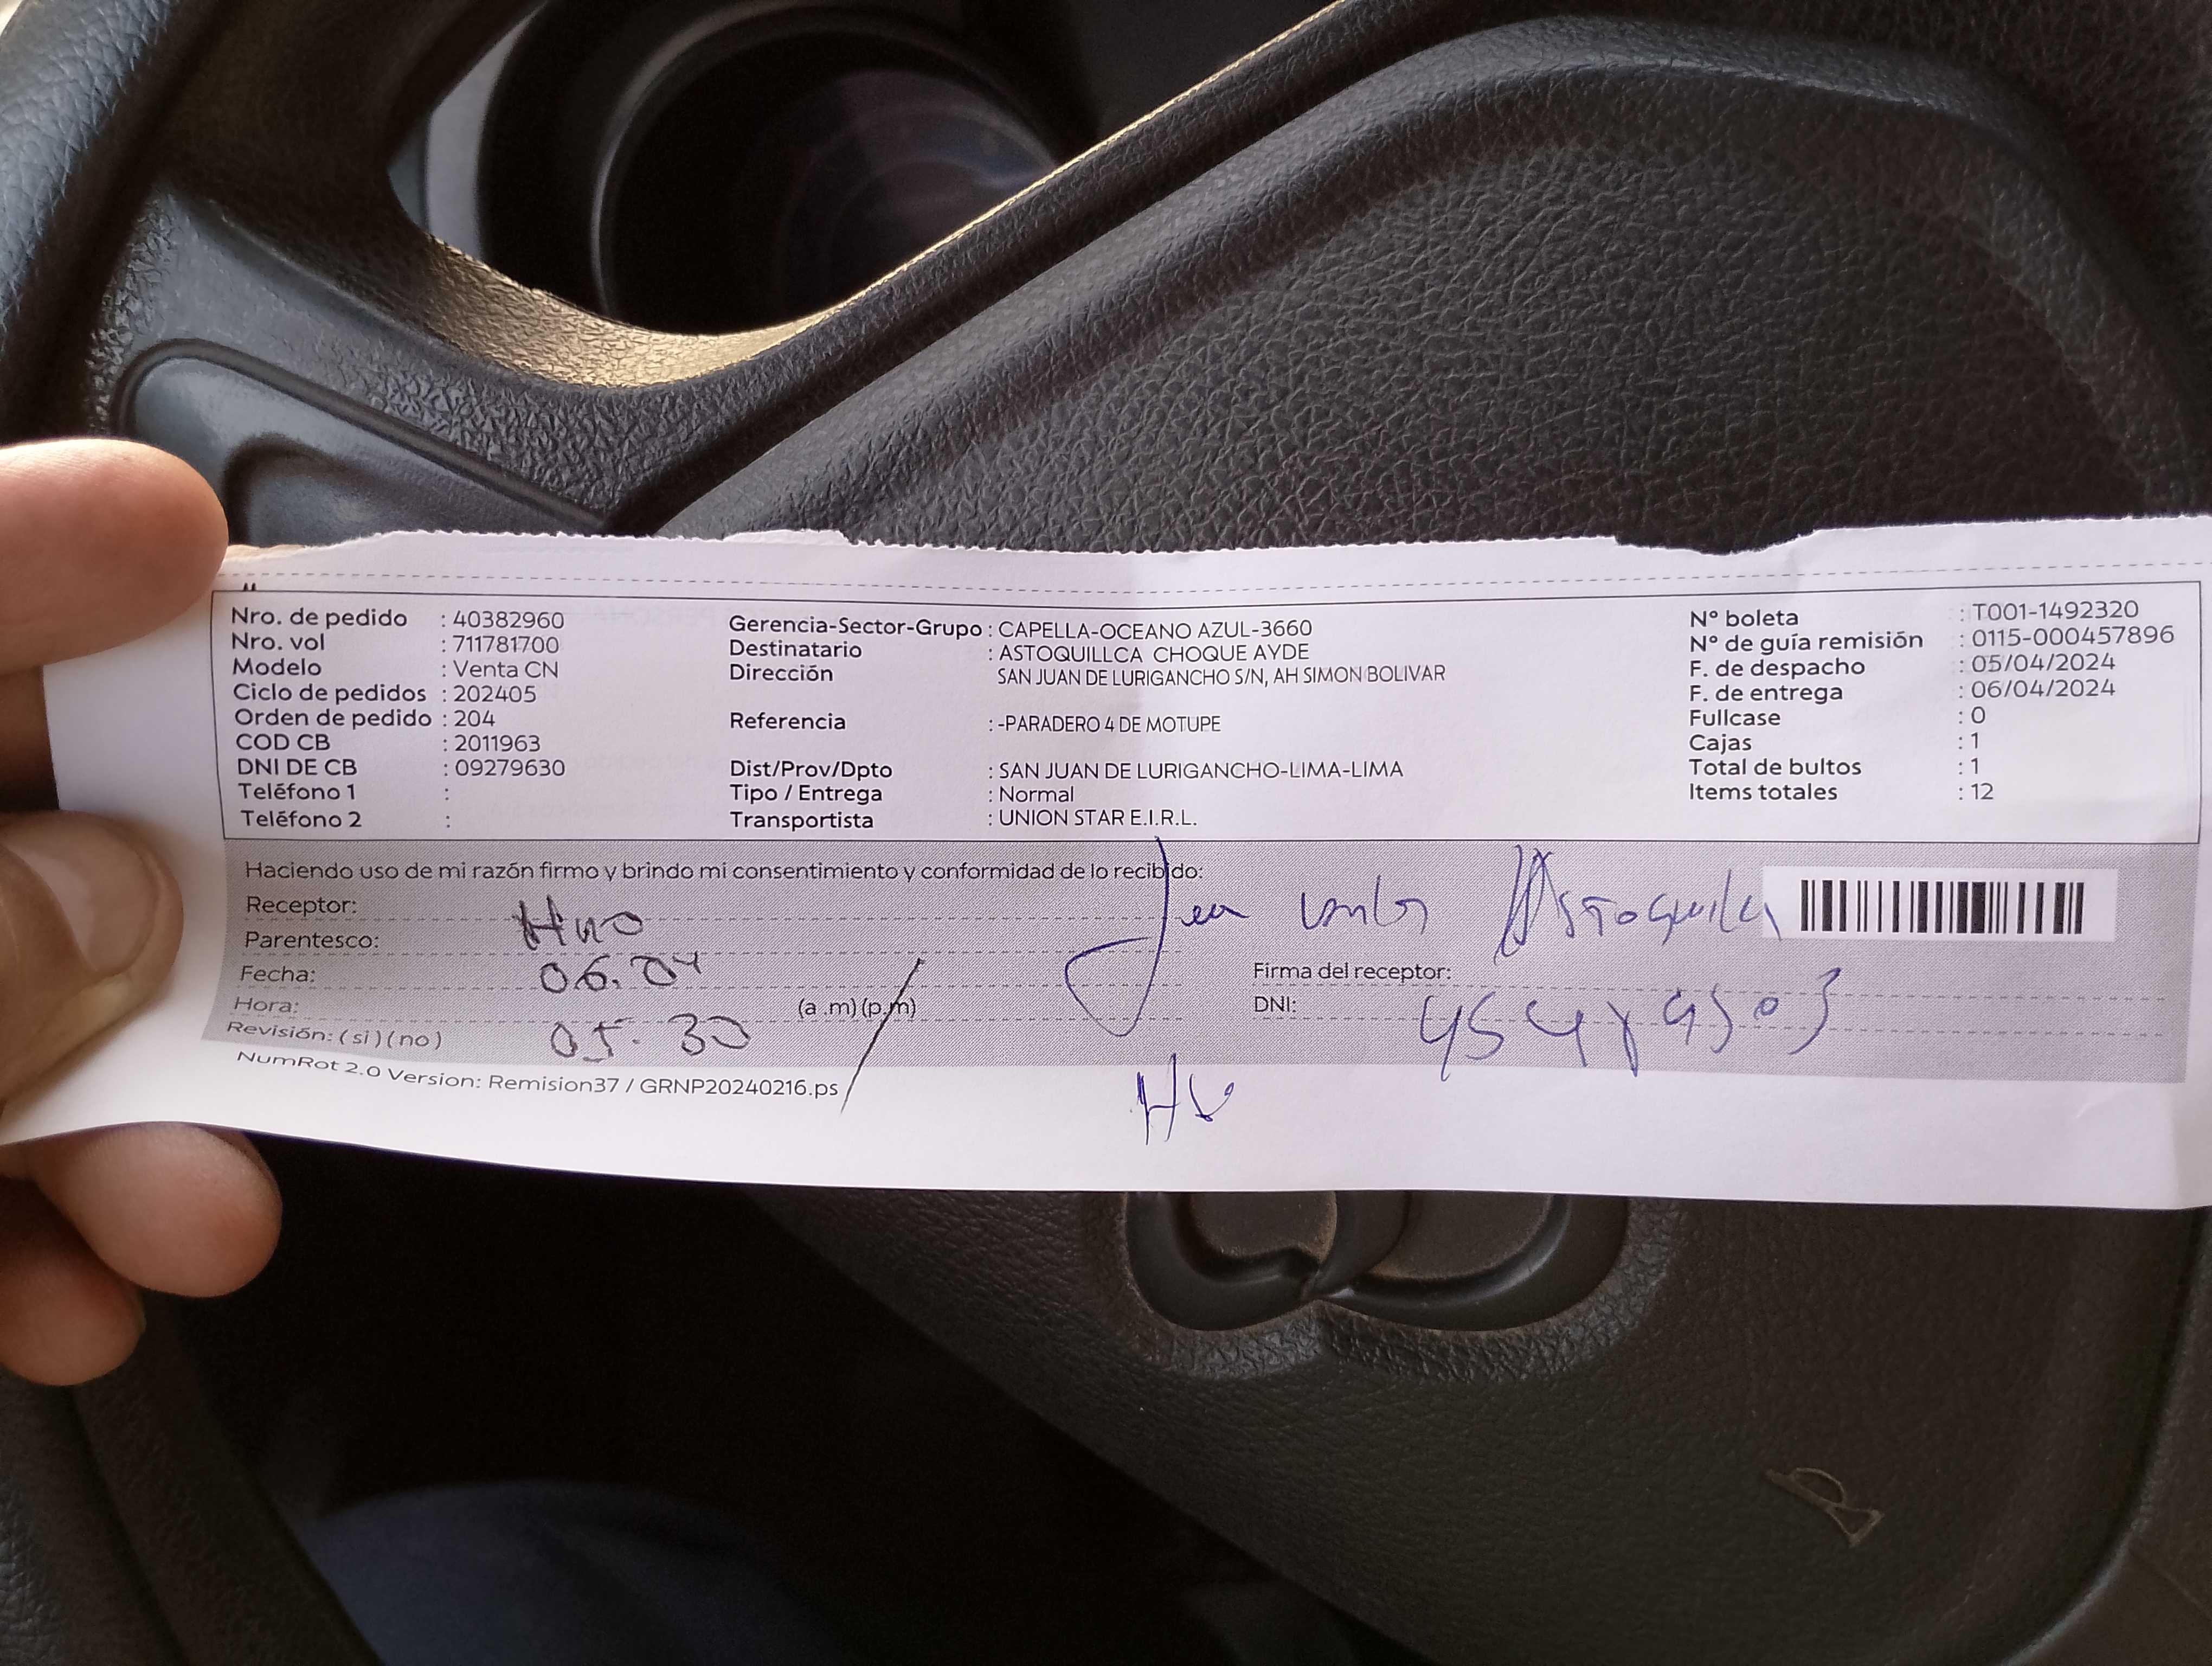 Nro. de pedido : 40382960
Nro. vol : 711781700
Modelo : Venta CN
Ciclo de pedidos : 202405
Orden de pedido : 204
COD CB : 2011963
DNI DE CB : 09279630
Teléfono 1 :
Teléfono 2 :
Gerencia-Sector-Grupo : CAPELLA-OCEANO AZUL-3660
Destinatario : ASTOQUILLCA CHOQUE AYDE
Dirección SAN JUAN DE LURIGANCHO S/N, AH SIMON BOLIVAR
Referencia : -PARADERO 4 DE MOTUPE
Dist/Prov/Dpto : SAN JUAN DE LURIGANCHO-LIMA-LIMA
Tipo / Entrega : Normal
Transportista : UNION STAR E.I.R.L.
N° boleta : T001-1492320
N° de guía remisión : 0115-000457896
F. de despacho : 05/04/2024
F. de entrega : 06/04/2024
Fullcase : 0
Cajas : 1
Total de bultos : 1
Items totales : 12
Haciendo uso de mi razón firmo y brindo mi consentimiento y conformidad de lo recibido:
Receptor:
Parentesco: Hno
Fecha: 06.04
Hora: 05.30 (a .m) (p.m)
Revisión: ( si ) ( no )
Firma del receptor:
DNI:
NumRot 2.0 Version: Remision37 / GRNP20240216.ps